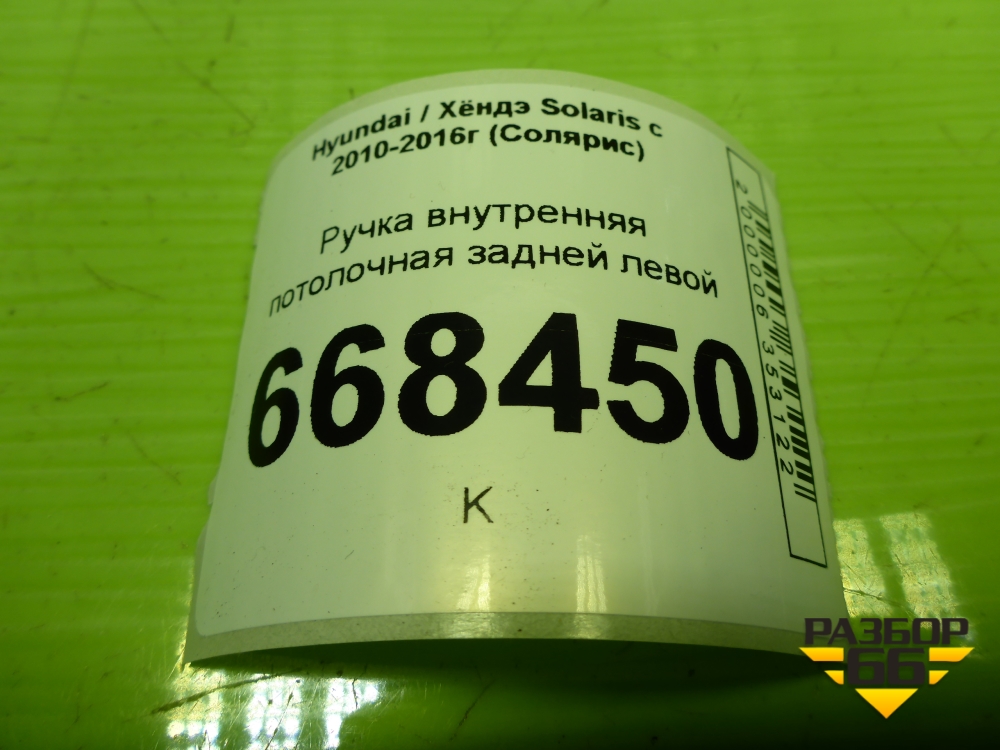 Hyundai / Хёндэ Solaris с
2010-2016г (Солярис)
Ручка внутренняя
потолочная задней левой
668450
К
2000006353122
РАЗБОР
66